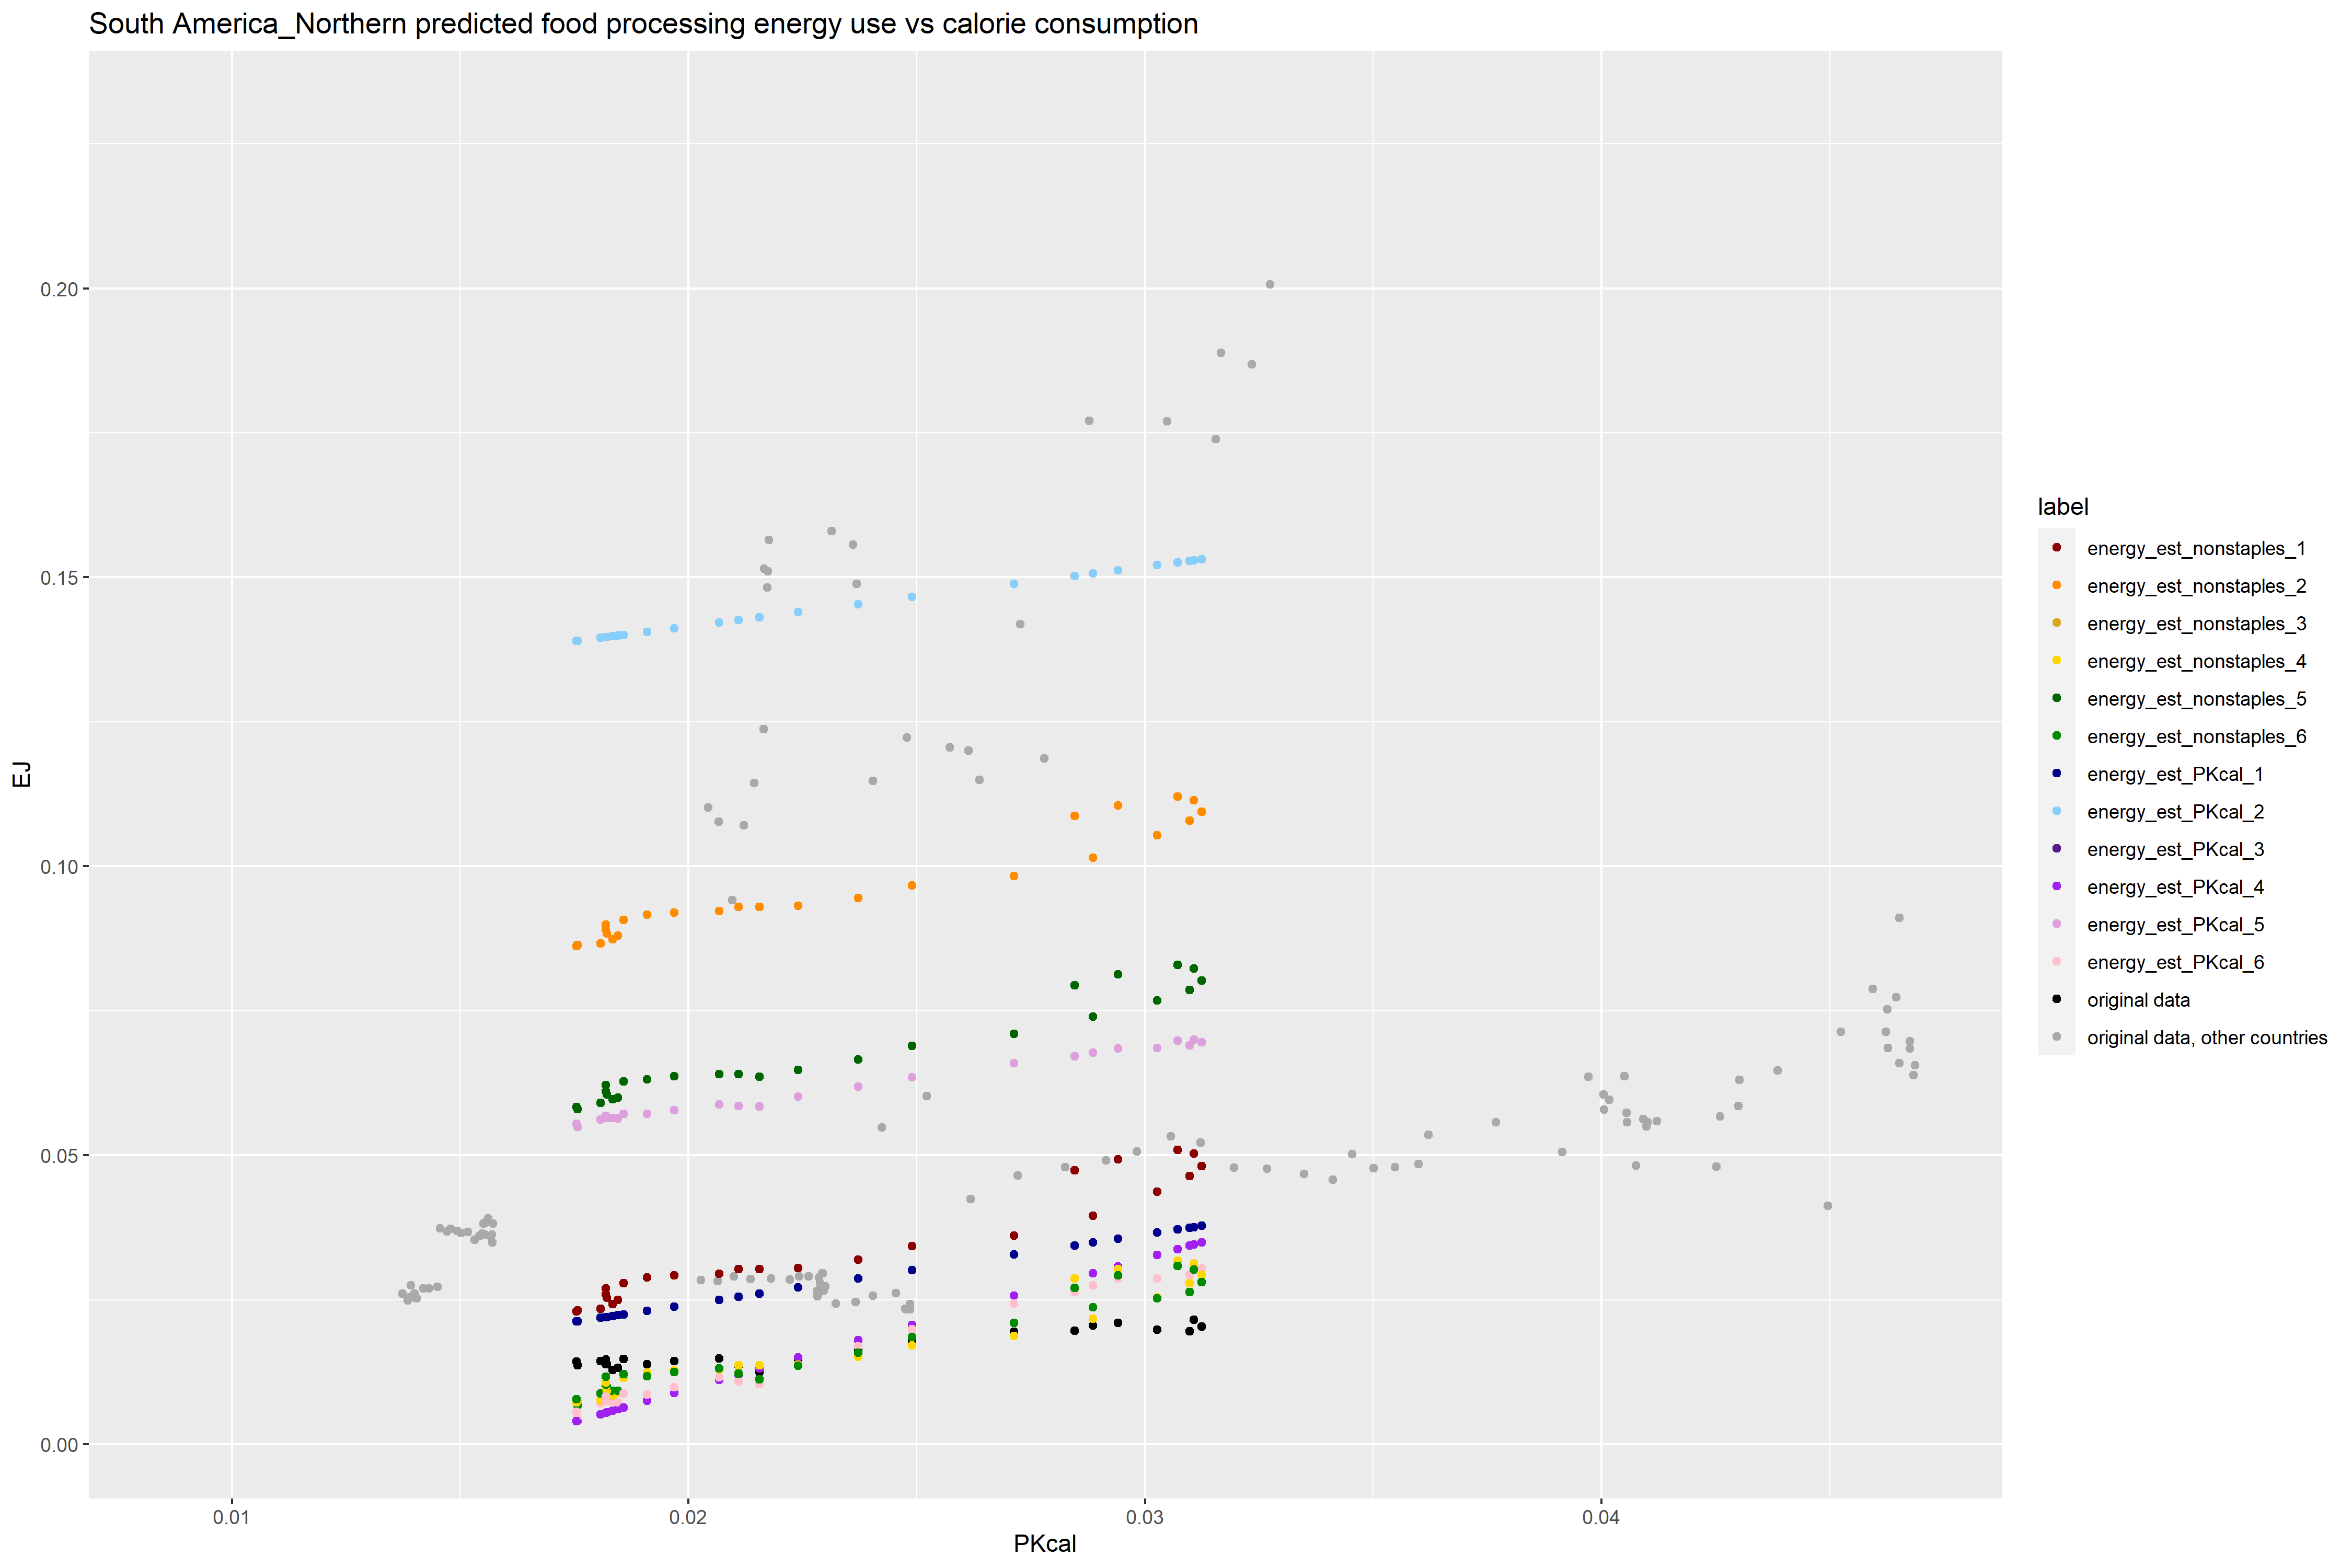 South America_Northern predicted food processing energy use vs calorie consumption
EJ
0.20
0.15
0.10
0.05
0.00
0.01
0.02
0.03
0.04
PKcal
label
energy_est_nonstaples_1
energy_est_nonstaples_2
energy_est_nonstaples_3
energy_est_nonstaples_4
energy_est_nonstaples_5
energy_est_nonstaples_6
energy_est_PKcal_1
energy_est_PKcal_2
energy_est_PKcal_3
energy_est_PKcal_4
energy_est_PKcal_5
energy_est_PKcal_6
original data
original data, other countries